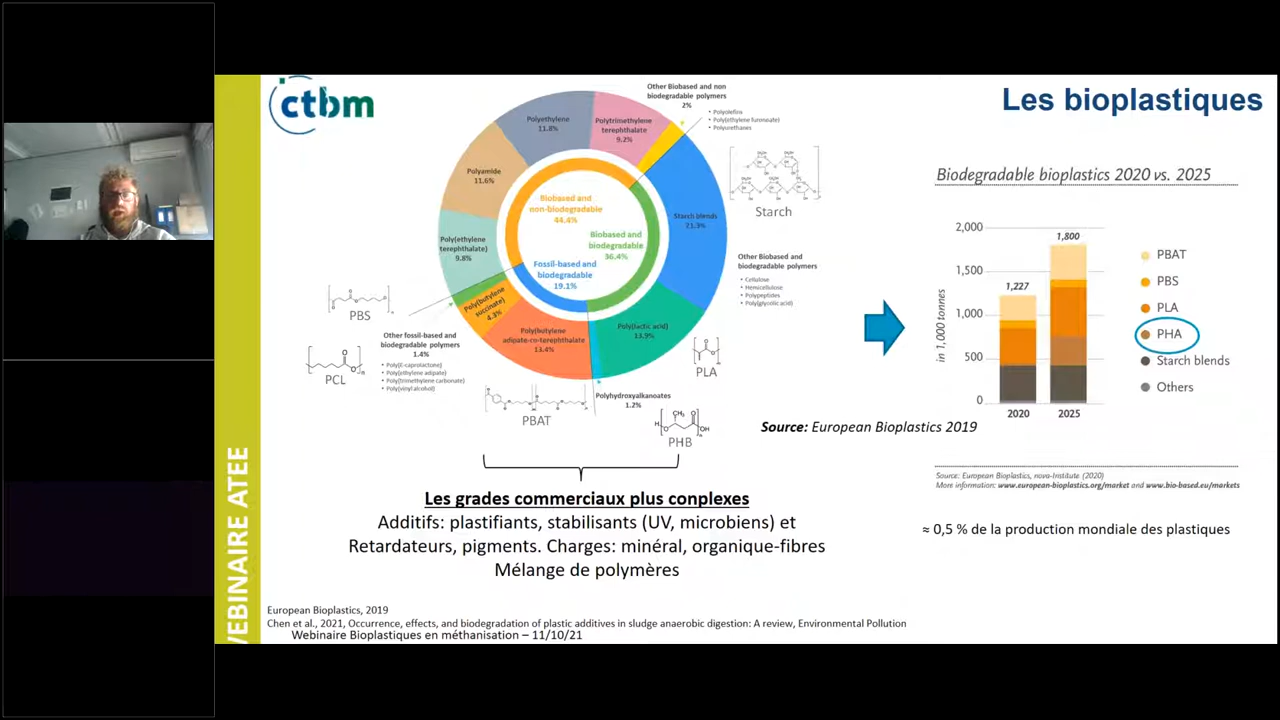 ctbm
Les bioplastiques
Other Biobased and non
biodegradable polymers
2%
• Polyolefins
• Poly(ethylene furonoate)
• Polyurethanes
Polyethylene
11.8%
Polytrimethylene
terephthalate
9.2%
Polyamide
11.6%
Poly(ethylene
terephthalate)
9.8%
Biobased and
non-biodegradable
44.4%
Biobased and
biodegradable
36.4%
Fossil-based and
biodegradable
19.1%
Starch blends
21.3%
Starch
Other Biobased and
biodegradable polymers
• Cellulose
• Hemicellulose
• Polypeptides
• Poly(glycolic acid)
Poly(butylene
succinate)
4.3%
Poly(butylene
adipate-co-terephthalate
13.4%
Poly(lactic acid)
13.9%
PBS
PCL
Other fossil-based and
biodegradable polymers
1.4%
• Poly(Ɛ-caprolactone)
• Poly(ethylene adipate)
• Poly(trimethylene carbonate)
• Poly(vinyl alcohol)
PBAT
Polyhydroxyalkanoates
1.2%
PHB
PLA
Source: European Bioplastics 2019
Biodegradable bioplastics 2020 vs. 2025
in 1,000 tonnes
2,000
1,500
1,000
500
0
1,227
1,800
2020
2025
PBAT
PBS
PLA
PHA
Starch blends
Others
Source: European Bioplastics, nova-Institute (2020)
More information: www.european-bioplastics.org/market and www.bio-based.eu/markets
≈ 0,5 % de la production mondiale des plastiques
Les grades commerciaux plus conplexes
Additifs: plastifiants, stabilisants (UV, microbiens) et
Retardateurs, pigments. Charges: minéral, organique-fibres
Mélange de polymères
European Bioplastics, 2019
Chen et al., 2021, Occurrence, effects, and biodegradation of plastic additives in sludge anaerobic digestion: A review, Environmental Pollution
Webinaire Bioplastiques en méthanisation – 11/10/21
WEBINAIRE ATEE